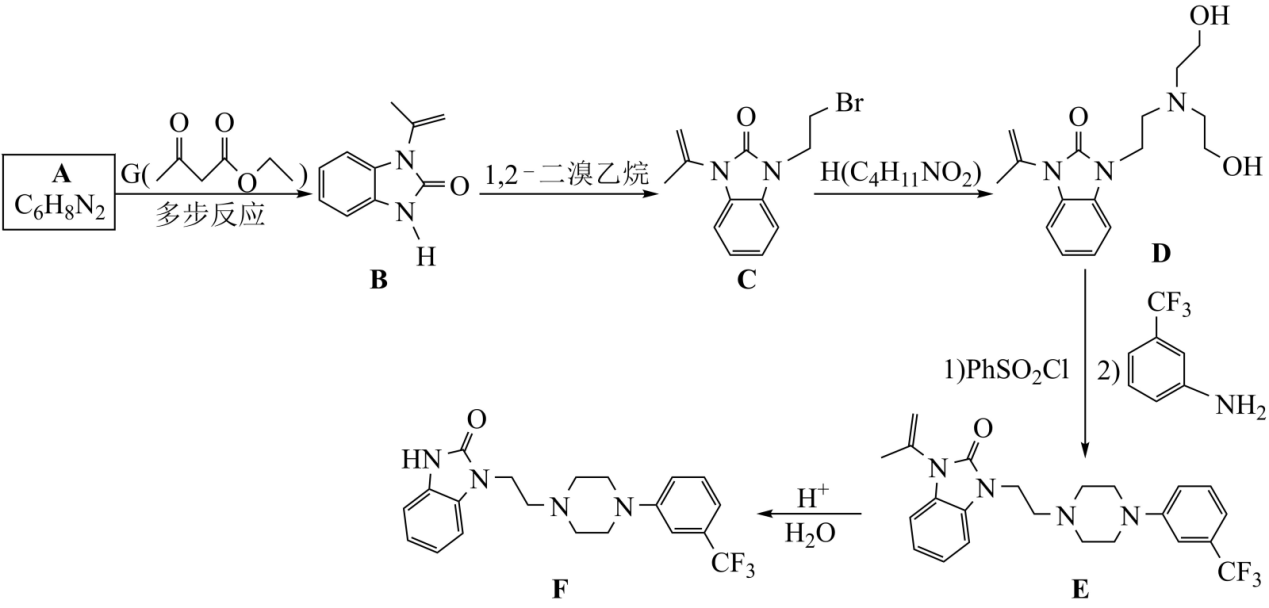 A
C₆H₈N₂
G(
O
O
O
)
多步反应
N
O
N
H
B
1,2-二溴乙烷
O
Br
N
N
C
H(C₄H₁₁NO₂)
OH
N
O
OH
N
N
D
1)PhSO₂Cl
2)
CF₃
NH₂
O
N
N
N
N
CF₃
E
H⁺
H₂O
O
HN
N
N
N
CF₃
F